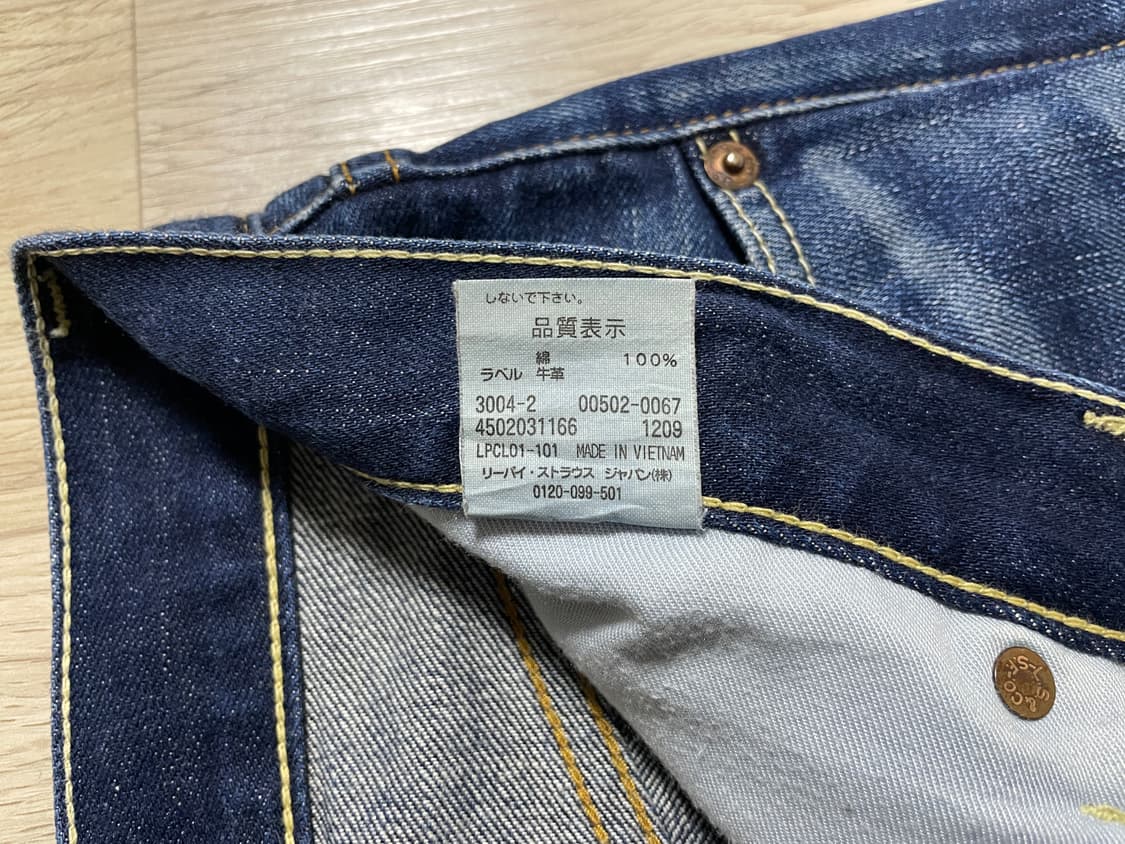 しないで下さい。
品質表示
綿 100%
ラベル 牛革
3004-2 00502-0067
4502031166 1209
LPCL01-101 MADE IN VIETNAM
リーバイ・ストラウス ジャパン(株)
0120-099-501
S&CO-S.F.